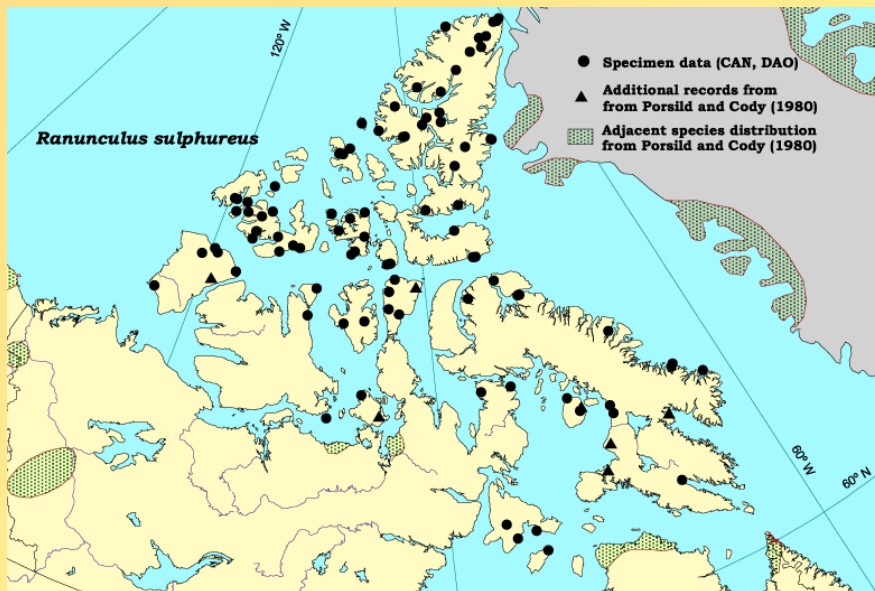 120° W
Ranunculus sulphureus
Specimen data (CAN, DAO)
Additional records from
from Porsild and Cody (1980)
Adjacent species distribution
from Porsild and Cody (1980)
60° W
60° N